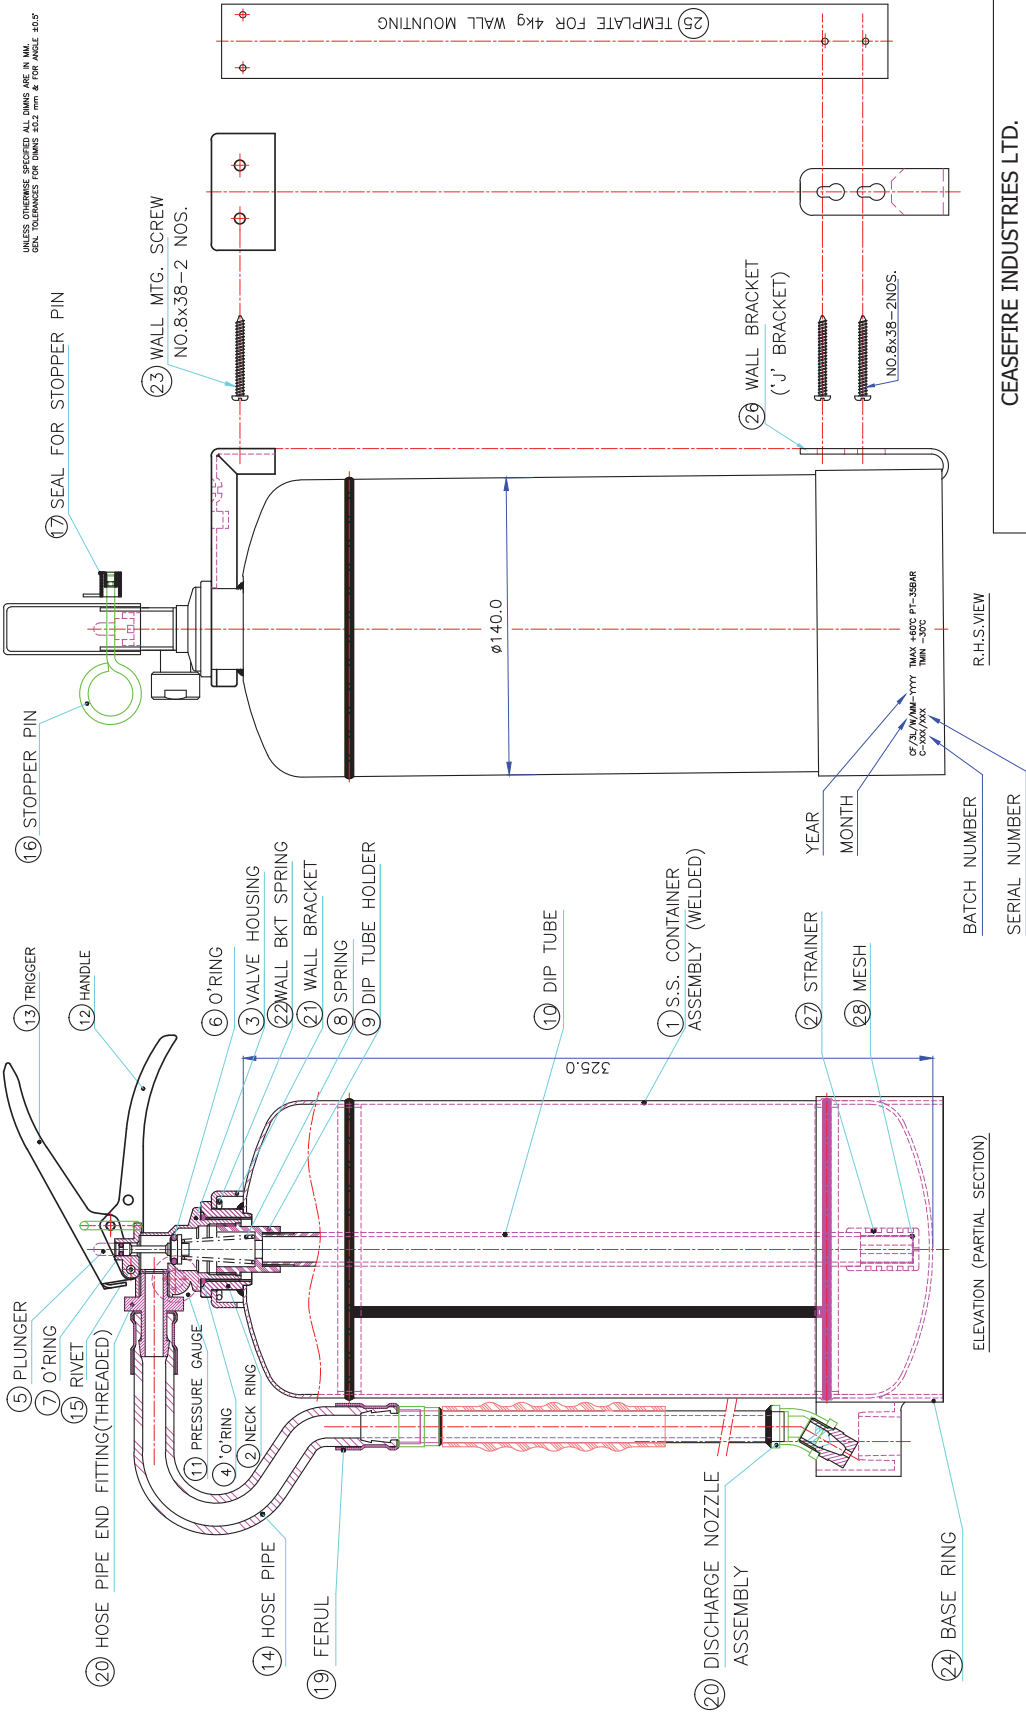 UNLESS OTHERWISE SPECIFIED ALL DIMNS ARE IN MM.
GEN. TOLERANCES FOR DIMNS ±0.2 mm & FOR ANGLE ±0.5°
13 TRIGGER
12 HANDLE
5 PLUNGER
7 O'RING
15 RIVET
20 HOSE PIPE END FITTING(THREADED)
11 PRESSURE GAUGE
4 'O'RING
2 NECK RING
14 HOSE PIPE
19 FERUL
20 DISCHARGE NOZZLE
ASSEMBLY
24 BASE RING
6 O'RING
3 VALVE HOUSING
22 WALL BKT SPRING
21 WALL BRACKET
8 SPRING
9 DIP TUBE HOLDER
10 DIP TUBE
1 S.S. CONTAINER
ASSEMBLY (WELDED)
27 STRAINER
28 MESH
325.0
ELEVATION (PARTIAL SECTION)
16 STOPPER PIN
17 SEAL FOR STOPPER PIN
23 WALL MTG. SCREW
NO.8x38-2 NOS.
25 TEMPLATE FOR 4kg WALL MOUNTING
26 WALL BRACKET
('J' BRACKET)
NO.8x38-2NOS.
ø140.0
CF/3L/W/MM-YYYY TMAX +60°C PT-35BAR
C-XXX/XXX TMIN -30°C
YEAR
MONTH
BATCH NUMBER
SERIAL NUMBER
R.H.S.VIEW
CEASEFIRE INDUSTRIES LTD.